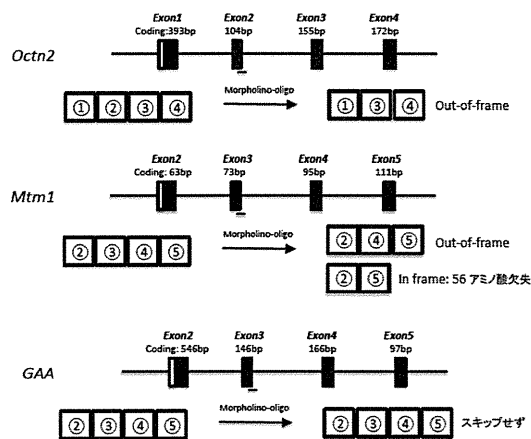 Exon1 Exon2 Exon3 Exon4
Coding:393bp 104bp 155bp 172bp
Octn2
① ② ③ ④ Morpholino-oligo ① ③ ④ Out-of-frame
Exon2 Exon3 Exon4 Exon5
Coding: 63bp 73bp 95bp 111bp
Mtm1
② ③ ④ ⑤ Morpholino-oligo ② ④ ⑤ Out-of-frame
② ⑤ In frame: 56 アミノ酸欠失
Exon2 Exon3 Exon4 Exon5
Coding: 546bp 146bp 166bp 97bp
GAA
② ③ ④ ⑤ Morpholino-oligo ② ③ ④ ⑤ スキップせず